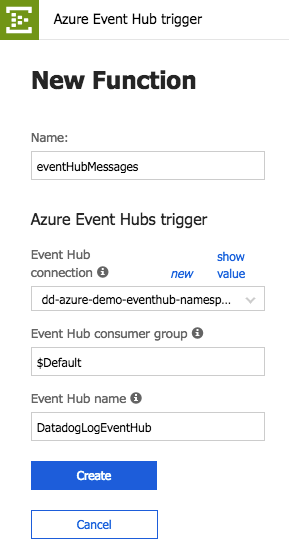 Azure Event Hub trigger
New Function
Name:
eventHubMessages
Azure Event Hubs trigger
Event Hub show
connection new value
dd-azure-demo-eventhub-namesp...
Event Hub consumer group
$Default
Event Hub name
DatadogLogEventHub
Create
Cancel